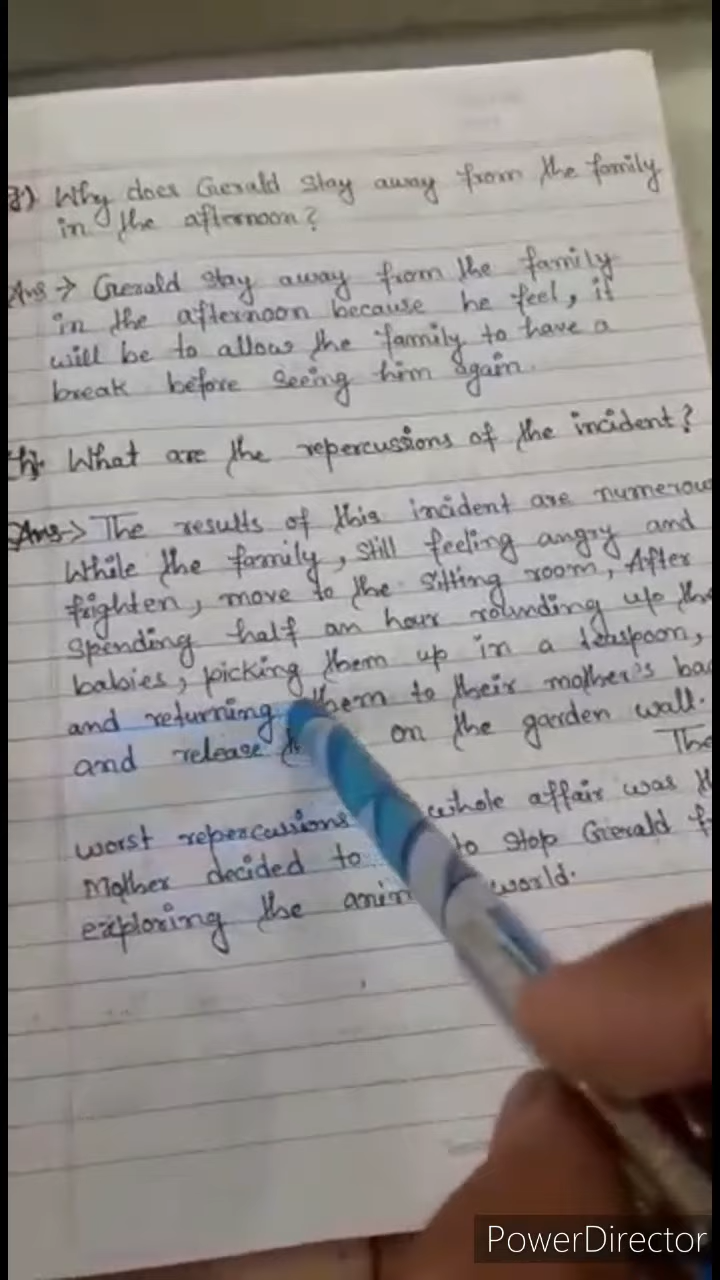 g) Why does Gerald stay away from the family
in the afternoon?
Ans → Gerald stay away from the family
in the afternoon because he feel, it
will be to allow the family to have a
break before seeing him again.
h) What are the repercussions of the incident?
Ans → The results of this incident are
While the family, still feeling angry and
frighten, move to the sitting room, After
spending half an hour rounding up the
babies, picking them up in a teaspoon,
and returning them to their mother's
and release on the garden wall.
The
worst repercussions whole affair was
Mother decided to to stop Gerald
exploring the world.
PowerDirector